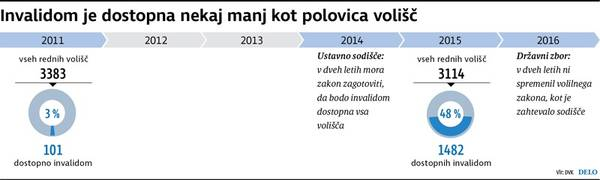 Invalidom je dostopna nekaj manj kot polovica volišč
2011
2012
2013
2014
2015
2016
vseh rednih volišč
3383
3 %
101
dostopno invalidom
Ustavno sodišče:
v dveh letih mora
zakon zagotoviti,
da bodo invalidom
dostopna vsa
volišča
vseh rednih volišč
3114
48 %
1482
dostopnih invalidom
Državni zbor:
v dveh letih ni
spremenil volilnega
zakona, kot je
zahtevalo sodišče
Vir: DVK DELO